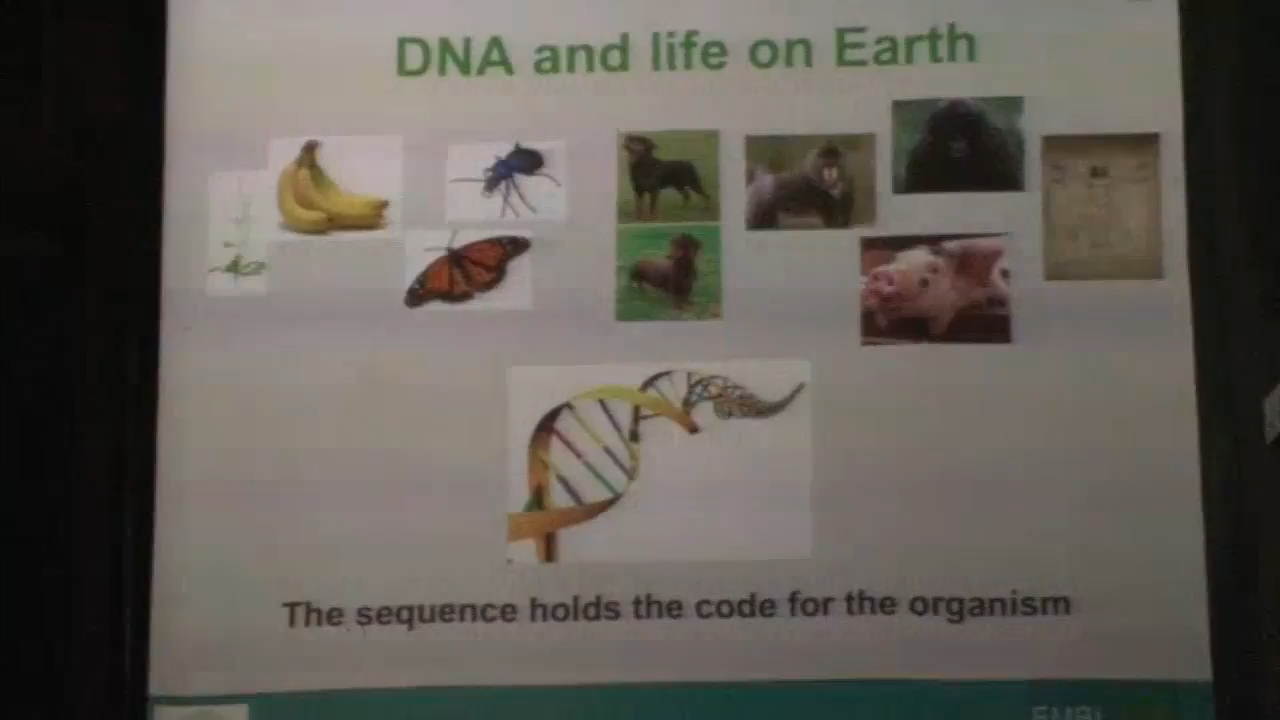 DNA and life on Earth
The sequence holds the code for the organism